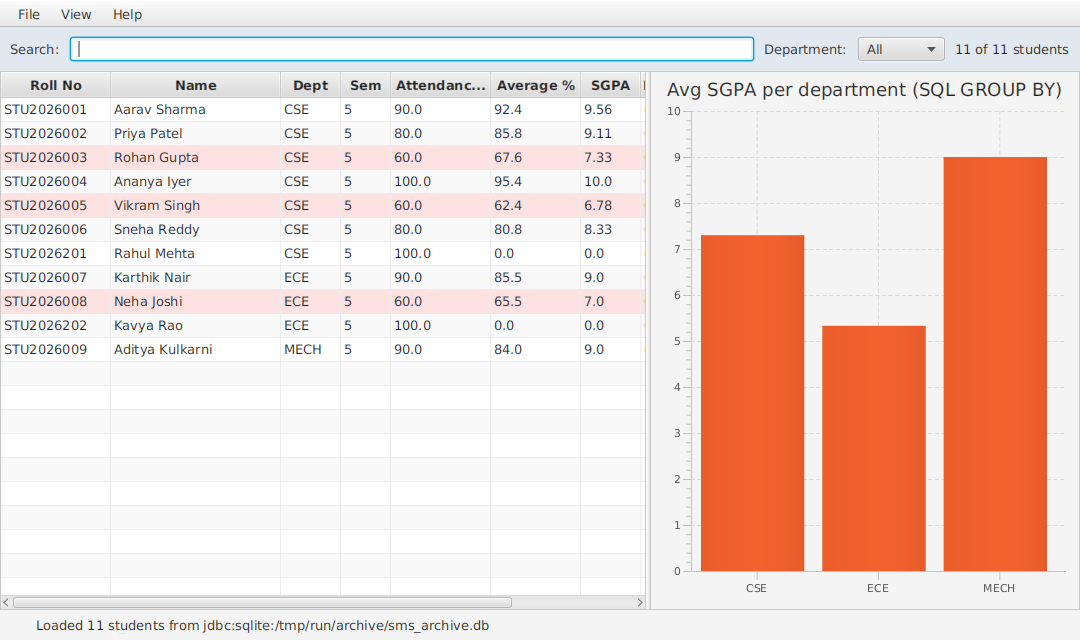 File View Help
Search: Department: All 11 of 11 students
Roll No Name Dept Sem Attendanc... Average % SGPA
STU2026001 Aarav Sharma CSE 5 90.0 92.4 9.56
STU2026002 Priya Patel CSE 5 80.0 85.8 9.11
STU2026003 Rohan Gupta CSE 5 60.0 67.6 7.33
STU2026004 Ananya Iyer CSE 5 100.0 95.4 10.0
STU2026005 Vikram Singh CSE 5 60.0 62.4 6.78
STU2026006 Sneha Reddy CSE 5 80.0 80.8 8.33
STU2026201 Rahul Mehta CSE 5 100.0 0.0 0.0
STU2026007 Karthik Nair ECE 5 90.0 85.5 9.0
STU2026008 Neha Joshi ECE 5 60.0 65.5 7.0
STU2026202 Kavya Rao ECE 5 100.0 0.0 0.0
STU2026009 Aditya Kulkarni MECH 5 90.0 84.0 9.0
Avg SGPA per department (SQL GROUP BY)
10
9
8
7
6
5
4
3
2
1
0
CSE ECE MECH
Loaded 11 students from jdbc:sqlite:/tmp/run/archive/sms_archive.db